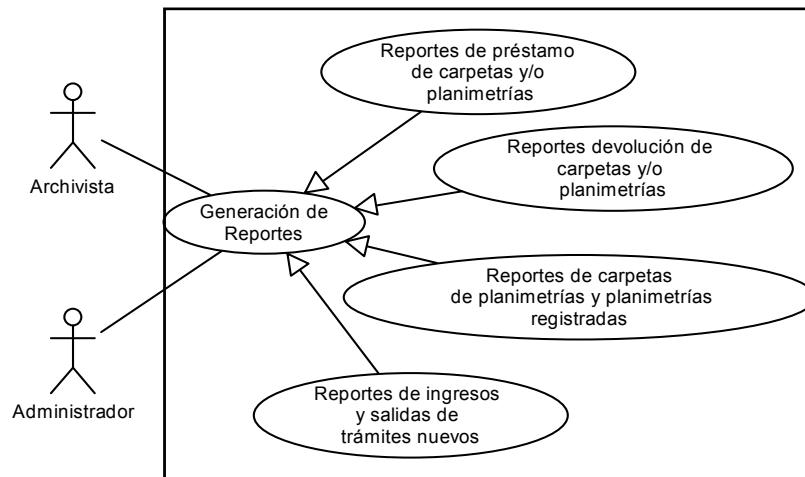 Reportes de préstamo
de carpetas y/o
planimetrías
Archivista
Reportes devolución de
carpetas y/o
planimetrías
Generación de
Reportes
Reportes de carpetas
de planimetrías y planimetrías
registradas
Administrador
Reportes de ingresos
y salidas de
trámites nuevos